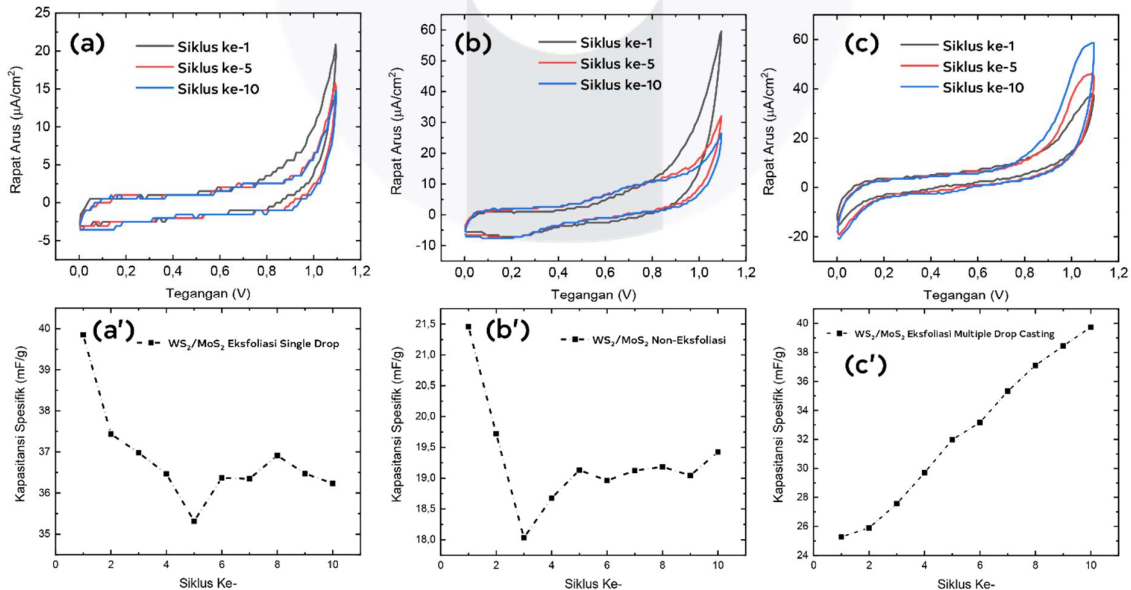 (a)
Siklus ke-1
Siklus ke-5
Siklus ke-10
25
20
15
10
5
0
-5
Rapat Arus (μA/cm²)
0,0 0,2 0,4 0,6 0,8 1,0 1,2
Tegangan (V)
(b)
Siklus ke-1
Siklus ke-5
Siklus ke-10
60
50
40
30
20
10
0
-10
Rapat Arus (μA/cm²)
0,0 0,2 0,4 0,6 0,8 1,0 1,2
Tegangan (V)
(c)
Siklus ke-1
Siklus ke-5
Siklus ke-10
60
40
20
0
-20
Rapat Arus (μA/cm²)
0,0 0,2 0,4 0,6 0,8 1,0 1,2
Tegangan (V)
(a')
WS₂/MoS₂ Eksfoliasi Single Drop
40
39
38
37
36
35
Kapasitansi Spesifik (mF/g)
0 2 4 6 8 10
Siklus Ke-
(b')
WS₂/MoS₂ Non-Eksfoliasi
21,5
21,0
20,5
20,0
19,5
19,0
18,5
18,0
Kapasitansi Spesifik (mF/g)
0 2 4 6 8 10
Siklus Ke-
WS₂/MoS₂ Eksfoliasi Multiple Drop Casting
(c')
40
38
36
34
32
30
28
26
24
Kapasitansi Spesifik (mF/g)
0 2 4 6 8 10
Siklus Ke-